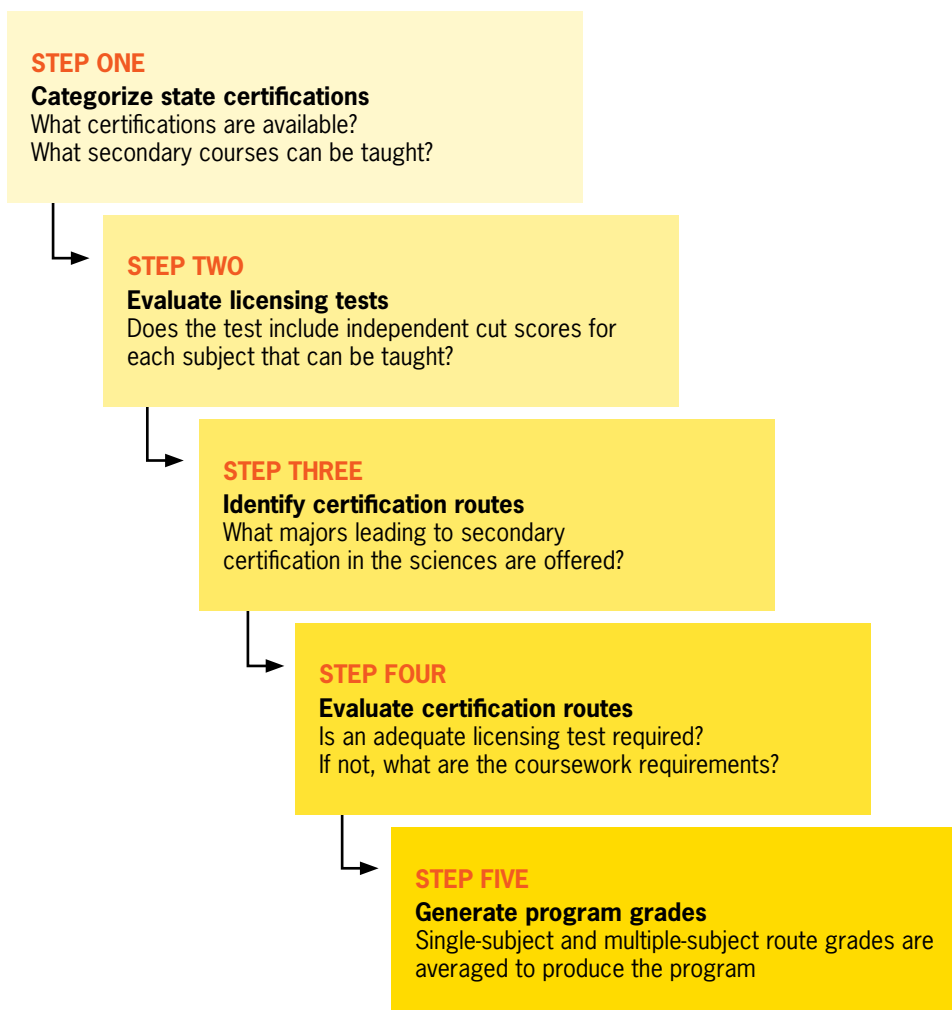 STEP ONE
Categorize state certifications
What certifications are available?
What secondary courses can be taught?
STEP TWO
Evaluate licensing tests
Does the test include independent cut scores for
each subject that can be taught?
STEP THREE
Identify certification routes
What majors leading to secondary
certification in the sciences are offered?
STEP FOUR
Evaluate certification routes
Is an adequate licensing test required?
If not, what are the coursework requirements?
STEP FIVE
Generate program grades
Single-subject and multiple-subject route grades are
averaged to produce the program